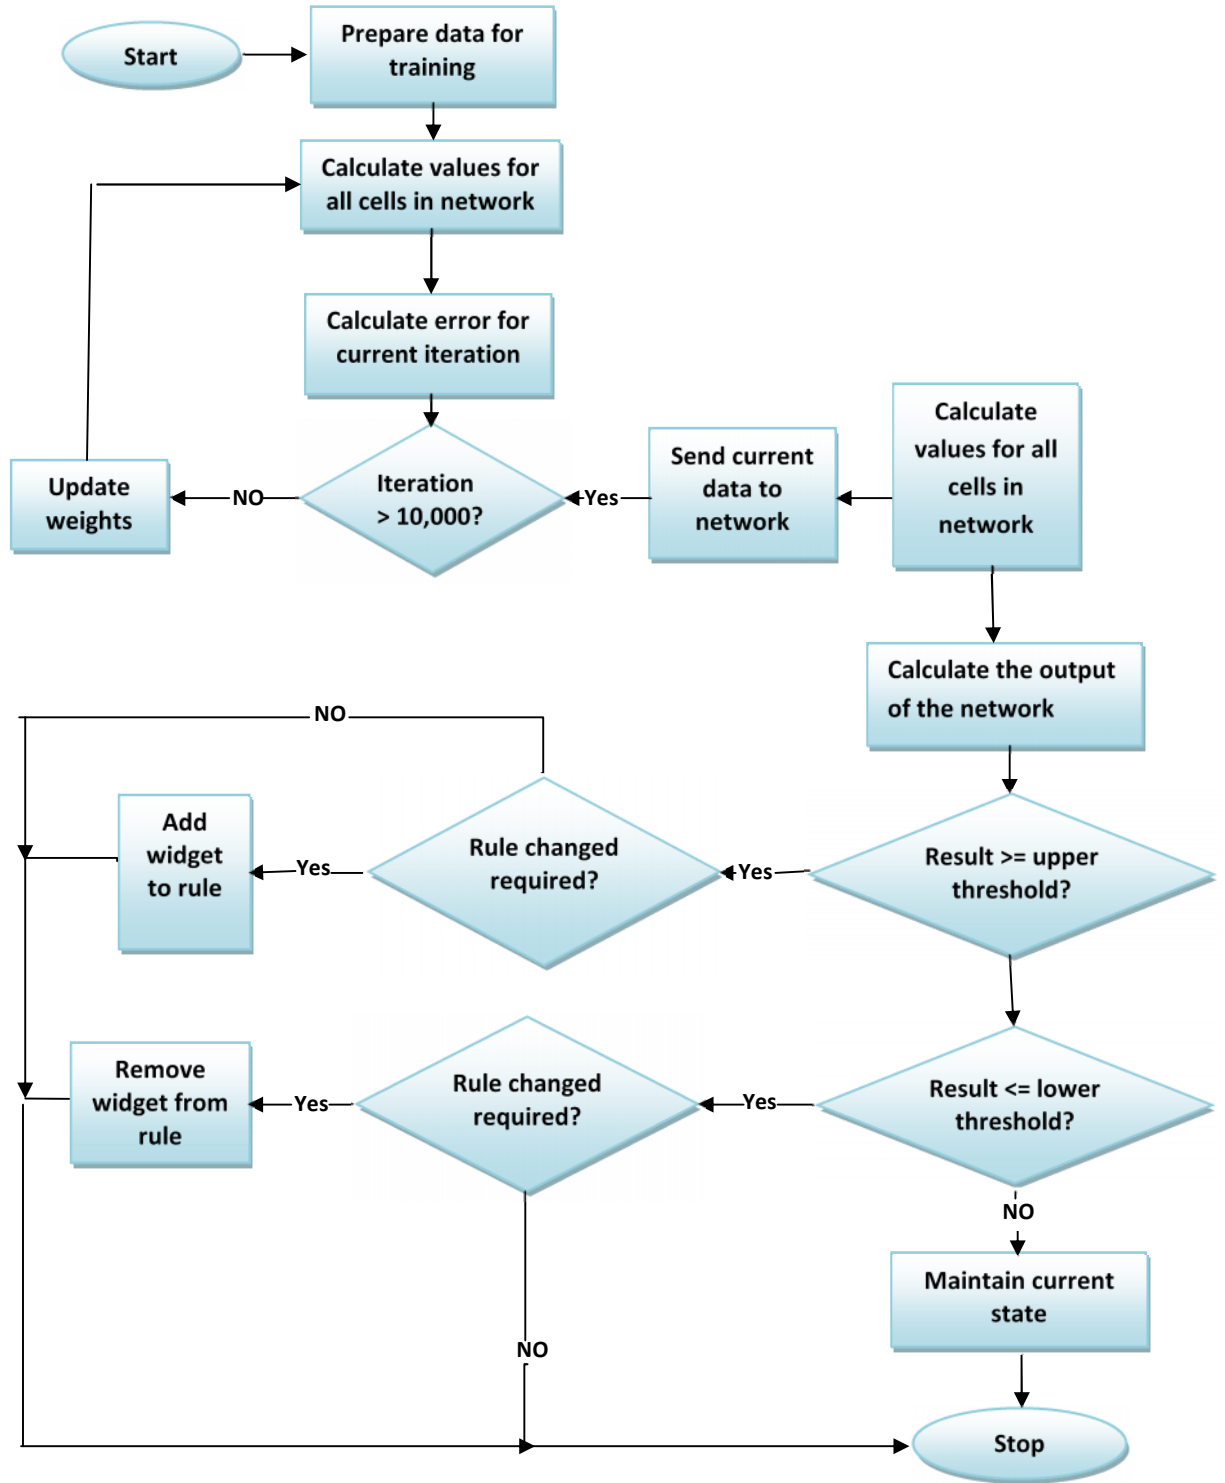 Start
Prepare data for
training
Calculate values for
all cells in network
Calculate error for
current iteration
Iteration
> 10,000?
NO
Update
weights
Yes
Send current
data to
network
Calculate
values for all
cells in
network
Calculate the output
of the network
Result >= upper
threshold?
Yes
Rule changed
required?
NO
Yes
Add
widget
to rule
Result <= lower
threshold?
Yes
Rule changed
required?
Yes
Remove
widget from
rule
NO
NO
Maintain current
state
Stop